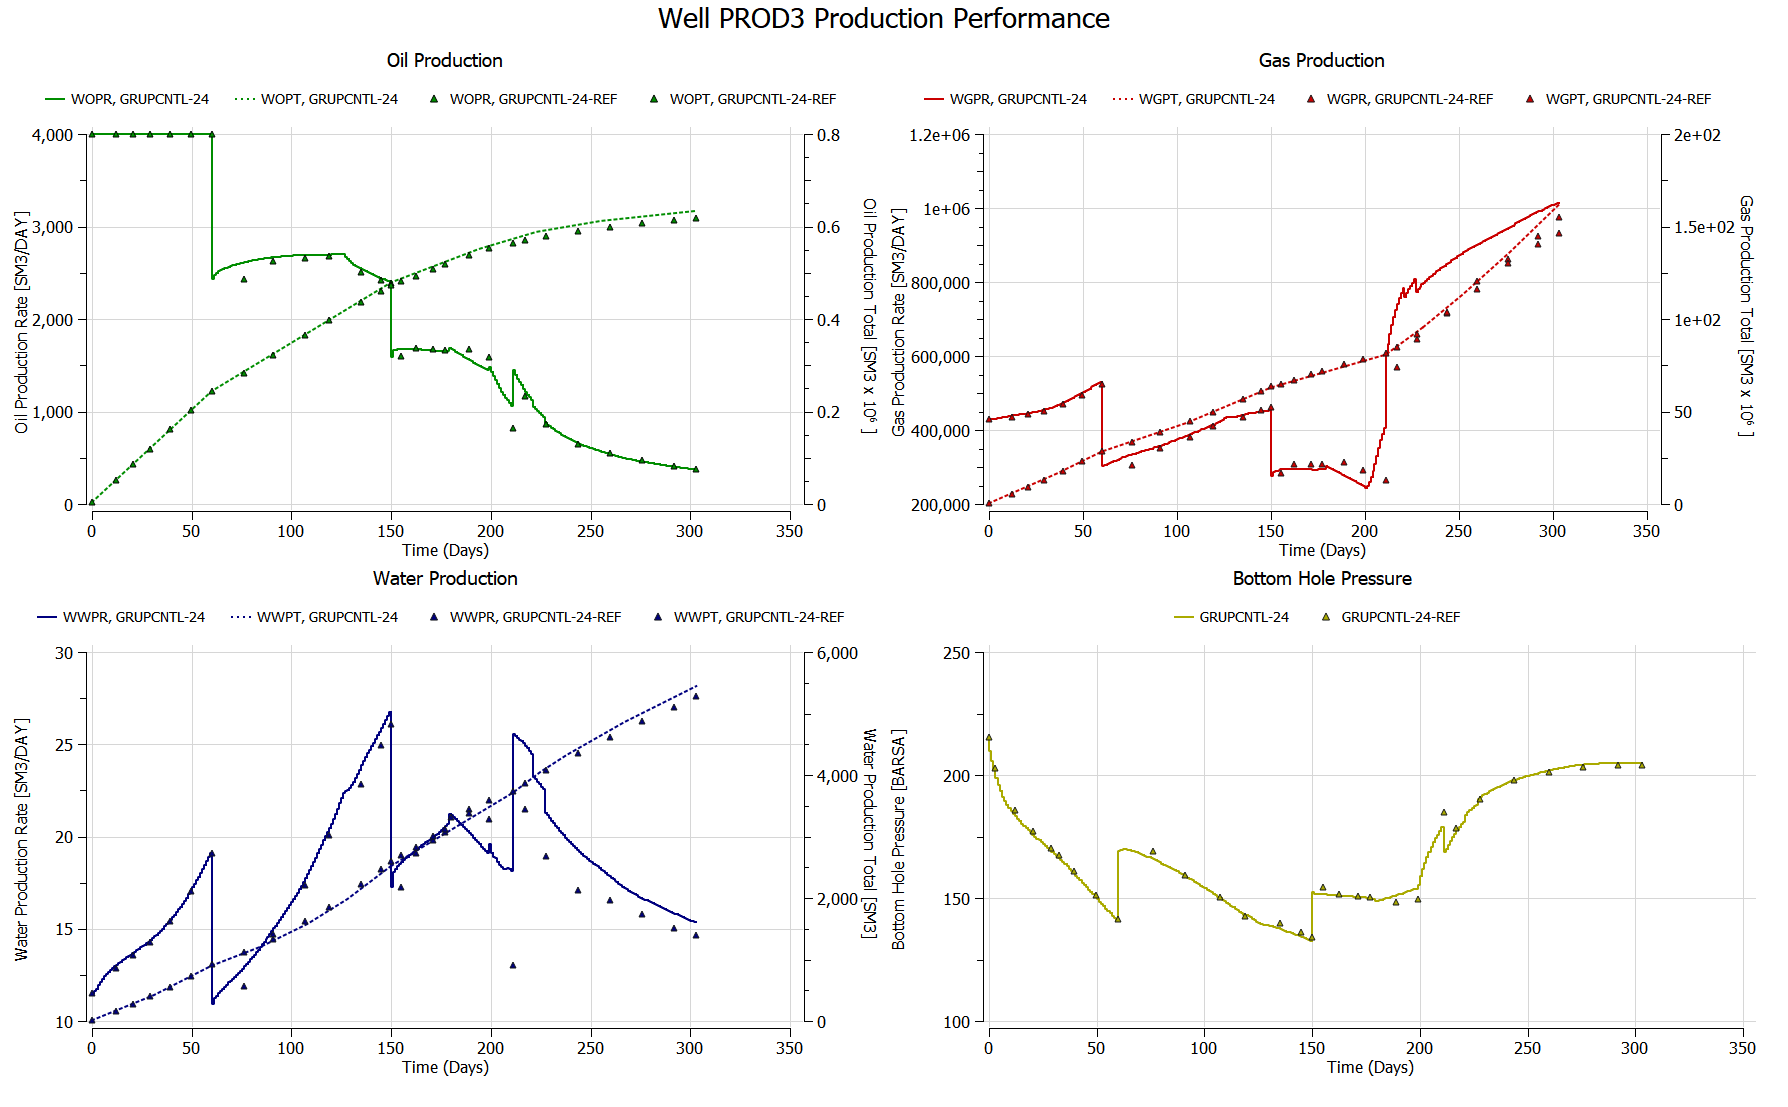 Well PROD3 Production Performance
Oil Production
WOPR, GRUPCNTL-24 WOPT, GRUPCNTL-24 WOPR, GRUPCNTL-24-REF WOPT, GRUPCNTL-24-REF
4,000
3,000
2,000
1,000
0
Oil Production Rate [SM3/DAY]
0.8
0.6
0.4
0.2
0
Oil Production Total [SM3 x 10⁶ ]
0 50 100 150 200 250 300 350
Time (Days)
Gas Production
WGPR, GRUPCNTL-24 WGPT, GRUPCNTL-24 WGPR, GRUPCNTL-24-REF WGPT, GRUPCNTL-24-REF
1.2e+06
1e+06
800,000
600,000
400,000
200,000
Gas Production Rate [SM3/DAY]
2e+02
1.5e+02
1e+02
50
0
Gas Production Total [SM3 x 10⁶ ]
0 50 100 150 200 250 300 350
Time (Days)
Water Production
WWPR, GRUPCNTL-24 WWPT, GRUPCNTL-24 WWPR, GRUPCNTL-24-REF WWPT, GRUPCNTL-24-REF
30
25
20
15
10
Water Production Rate [SM3/DAY]
6,000
4,000
2,000
0
Water Production Total [SM3]
0 50 100 150 200 250 300 350
Time (Days)
Bottom Hole Pressure
GRUPCNTL-24 GRUPCNTL-24-REF
250
200
150
100
Bottom Hole Pressure [BARSA]
0 50 100 150 200 250 300 350
Time (Days)